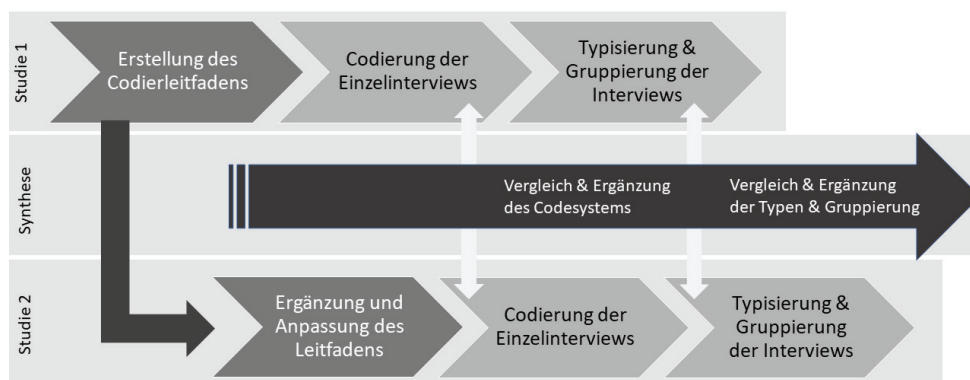 Studie 1
Erstellung des
Codierleitfadens
Codierung der
Einzelinterviews
Typisierung &
Gruppierung der
Interviews
Synthese
Vergleich & Ergänzung
des Codesystems
Vergleich & Ergänzung
der Typen & Gruppierung
Studie 2
Ergänzung und
Anpassung des
Leitfadens
Codierung der
Einzelinterviews
Typisierung &
Gruppierung
der Interviews